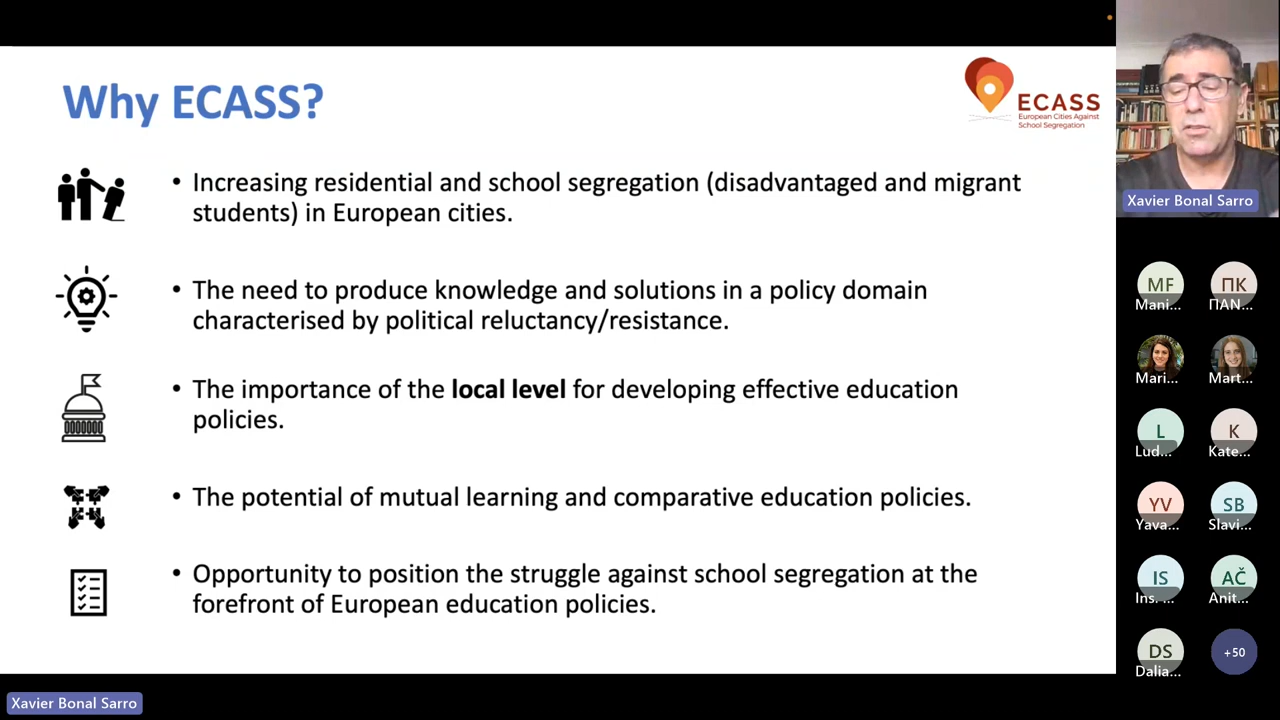 Why ECASS?
ECASS
European Cities Against
School Segregation
• Increasing residential and school segregation (disadvantaged and migrant
students) in European cities.
• The need to produce knowledge and solutions in a policy domain
characterised by political reluctancy/resistance.
• The importance of the local level for developing effective education
policies.
• The potential of mutual learning and comparative education policies.
• Opportunity to position the struggle against school segregation at the
forefront of European education policies.
Xavier Bonal Sarro
MF
Mani...
ПК
ПАN...
Mari...
Mart...
L
Lud...
K
Kate...
YV
Yava...
SB
Slavi...
IS
Ins. ...
AČ
Anit...
DS
Dalia...
+50
Xavier Bonal Sarro